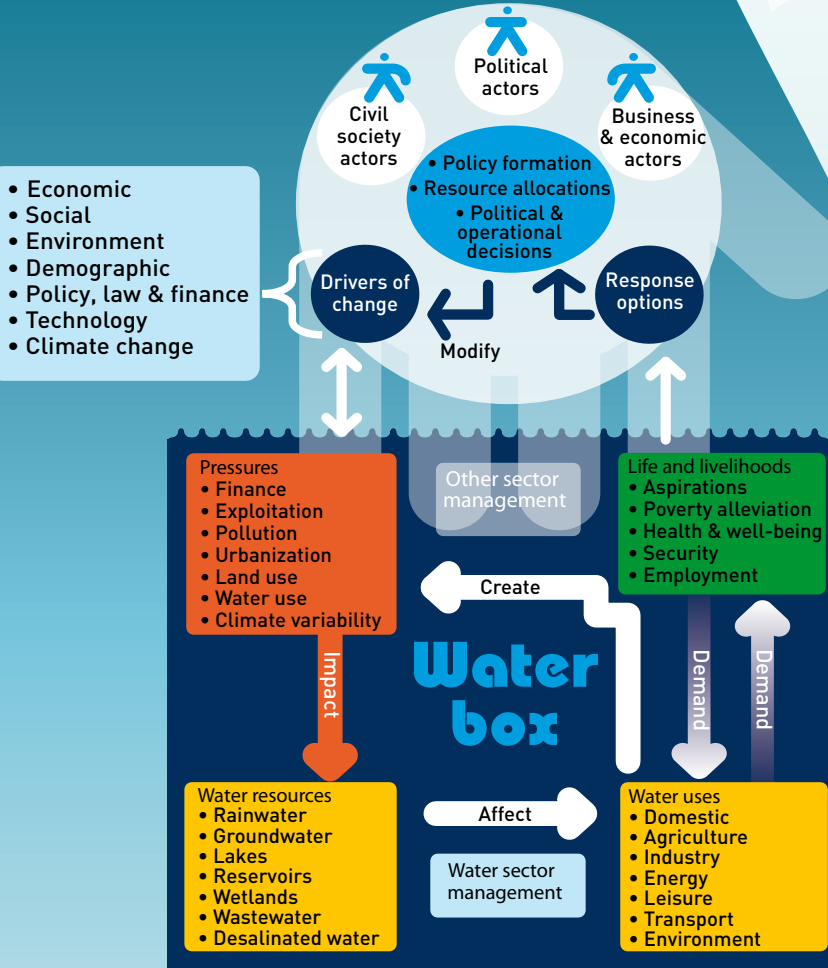 Political
actors
Civil
society
actors
Business
& economic
actors
• Policy formation
• Resource allocations
• Political &
operational
decisions
• Economic
• Social
• Environment
• Demographic
• Policy, law & finance
• Technology
• Climate change
Drivers of
change
Response
options
Modify
Pressures
• Finance
• Exploitation
• Pollution
• Urbanization
• Land use
• Water use
• Climate variability
Other sector
management
Life and livelihoods
• Aspirations
• Poverty alleviation
• Health & well-being
• Security
• Employment
Create
Impact
Water
box
Demand
Demand
Water resources
• Rainwater
• Groundwater
• Lakes
• Reservoirs
• Wetlands
• Wastewater
• Desalinated water
Affect
Water sector
management
Water uses
• Domestic
• Agriculture
• Industry
• Energy
• Leisure
• Transport
• Environment